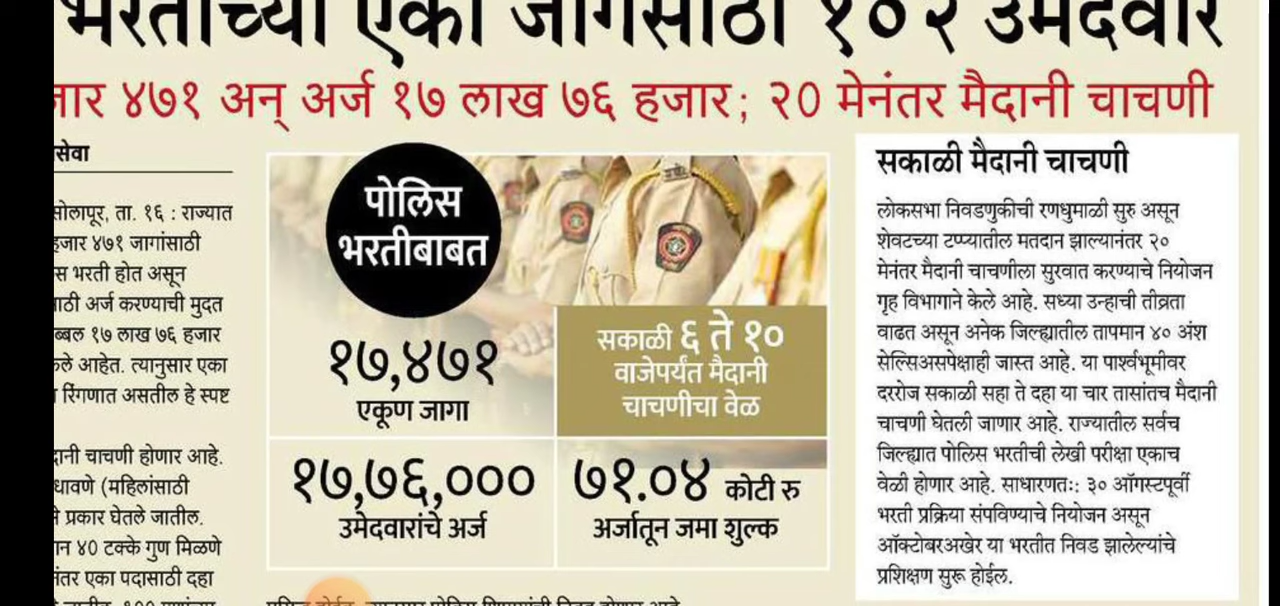 भरतीच्या एका जागेसाठी १०२ उमेदवार
४७१ अन् अर्ज १७ लाख ७६ हजार; २० मेनंतर मैदानी चाचणी
सेवा
सोलापूर, ता. १६ : राज्यात
हजार ४७१ जागांसाठी
स भरती होत असून
साठी अर्ज करण्याची मुदत
ब्बल १७ लाख ७६ हजार
केले आहेत. त्यानुसार एका
रिंगणात असतील हे स्पष्ट
दानी चाचणी होणार आहे.
धावणे (महिलांसाठी
प्रकार घेतले जातील.
४० टक्के गुण मिळणे
नंतर एका पदासाठी दहा
पोलिस
भरतीबाबत
१७,४७१
एकूण जागा
सकाळी ६ ते १०
वाजेपर्यंत मैदानी
चाचणीचा वेळ
१७,७६,०००
उमेदवारांचे अर्ज
७१.०४ कोटी रु
अर्जातून जमा शुल्क
सकाळी मैदानी चाचणी
लोकसभा निवडणुकीची रणधुमाळी सुरु असून
शेवटच्या टप्प्यातील मतदान झाल्यानंतर २०
मेनंतर मैदानी चाचणीला सुरवात करण्याचे नियोजन
गृह विभागाने केले आहे. सध्या उन्हाची तीव्रता
वाढत असून अनेक जिल्ह्यातील तापमान ४० अंश
सेल्सिअसपेक्षाही जास्त आहे. या पार्श्वभूमीवर
दररोज सकाळी सहा ते दहा या चार तासांतच मैदानी
चाचणी घेतली जाणार आहे. राज्यातील सर्वच
जिल्ह्यात पोलिस भरतीची लेखी परीक्षा एकाच
वेळी होणार आहे. साधारणतः: ३० ऑगस्टपूर्वी
भरती प्रक्रिया संपविण्याचे नियोजन असून
ऑक्टोबरअखेर या भरतीत निवड झालेल्यांचे
प्रशिक्षण सुरू होईल.